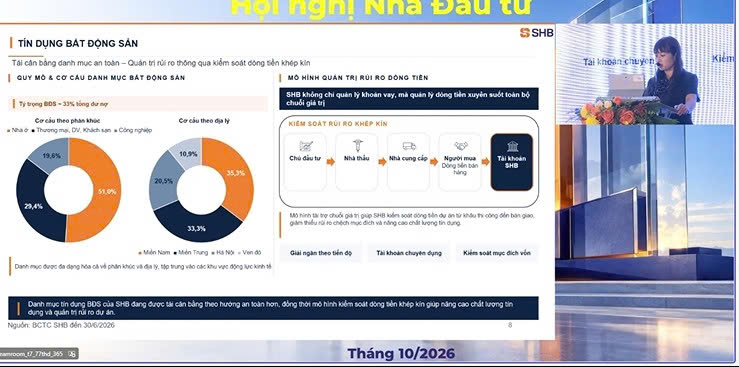 Hội nghị Nhà Đầu tư
TÍN DỤNG BẤT ĐỘNG SẢN
SHB
Tái cân bằng danh mục an toàn – Quản trị rủi ro thông qua kiểm soát dòng tiền khép kín
QUY MÔ & CƠ CẤU DANH MỤC BẤT ĐỘNG SẢN
Tỷ trọng BĐS ~ 33% tổng dư nợ
Cơ cấu theo phân khúc
Nhà ở Thương mại, DV, Khách sạn Công nghiệp
19,6%
29,4%
51,0%
Cơ cấu theo địa lý
10,9%
20,5%
35,3%
33,3%
Miền Nam Miền Trung Hà Nội Ven đô
Danh mục được đa dạng hóa cả về phân khúc và địa lý, tập trung vào các khu vực động lực kinh tế
MÔ HÌNH QUẢN TRỊ RỦI RO DÒNG TIỀN
SHB không chỉ quản lý khoản vay, mà quản lý dòng tiền xuyên suốt toàn bộ
chuỗi giá trị
KIỂM SOÁT RỦI RO KHÉP KÍN
Chủ đầu tư
Nhà thầu
Nhà cung cấp
Người mua
Dòng tiền bán
hàng
Tài khoản
SHB
Mô hình tài trợ chuỗi giá trị giúp SHB kiểm soát dòng tiền dự án từ khâu thi công đến bán giao,
giảm thiểu rủi ro chệch mục đích và nâng cao chất lượng tín dụng.
Giải ngân theo tiến độ
Tài khoản chuyên dụng
Kiểm soát mục đích vốn
Danh mục tín dụng BĐS của SHB đang được tái cân bằng theo hướng an toàn hơn, đồng thời mô hình kiểm soát dòng tiền khép kín giúp nâng cao chất lượng tín
dụng và quản trị rủi ro dự án.
Nguồn: BCTC SHB đến 30/6/2026
8
Tài khoản chuyên
Kiểm
eamroom_t7_77thd_365
Tháng 10/2026